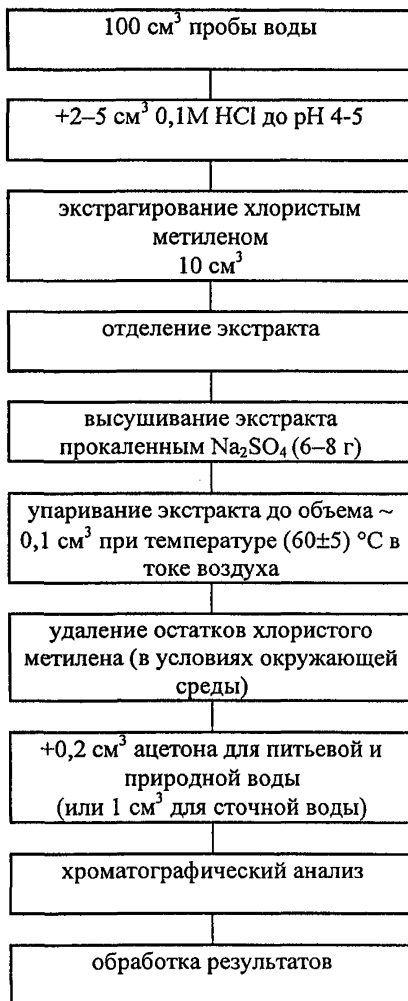 100 см³ пробы воды
+2–5 см³ 0,1М HCl до рН 4-5
экстрагирование хлористым
метиленом
10 см³
отделение экстракта
высушивание экстракта
прокаленным Na₂SO₄ (6–8 г)
упаривание экстракта до объема ~
0,1 см³ при температуре (60±5) °С в
токе воздуха
удаление остатков хлористого
метилена (в условиях окружающей
среды)
+0,2 см³ ацетона для питьевой и
природной воды
(или 1 см³ для сточной воды)
хроматографический анализ
обработка результатов